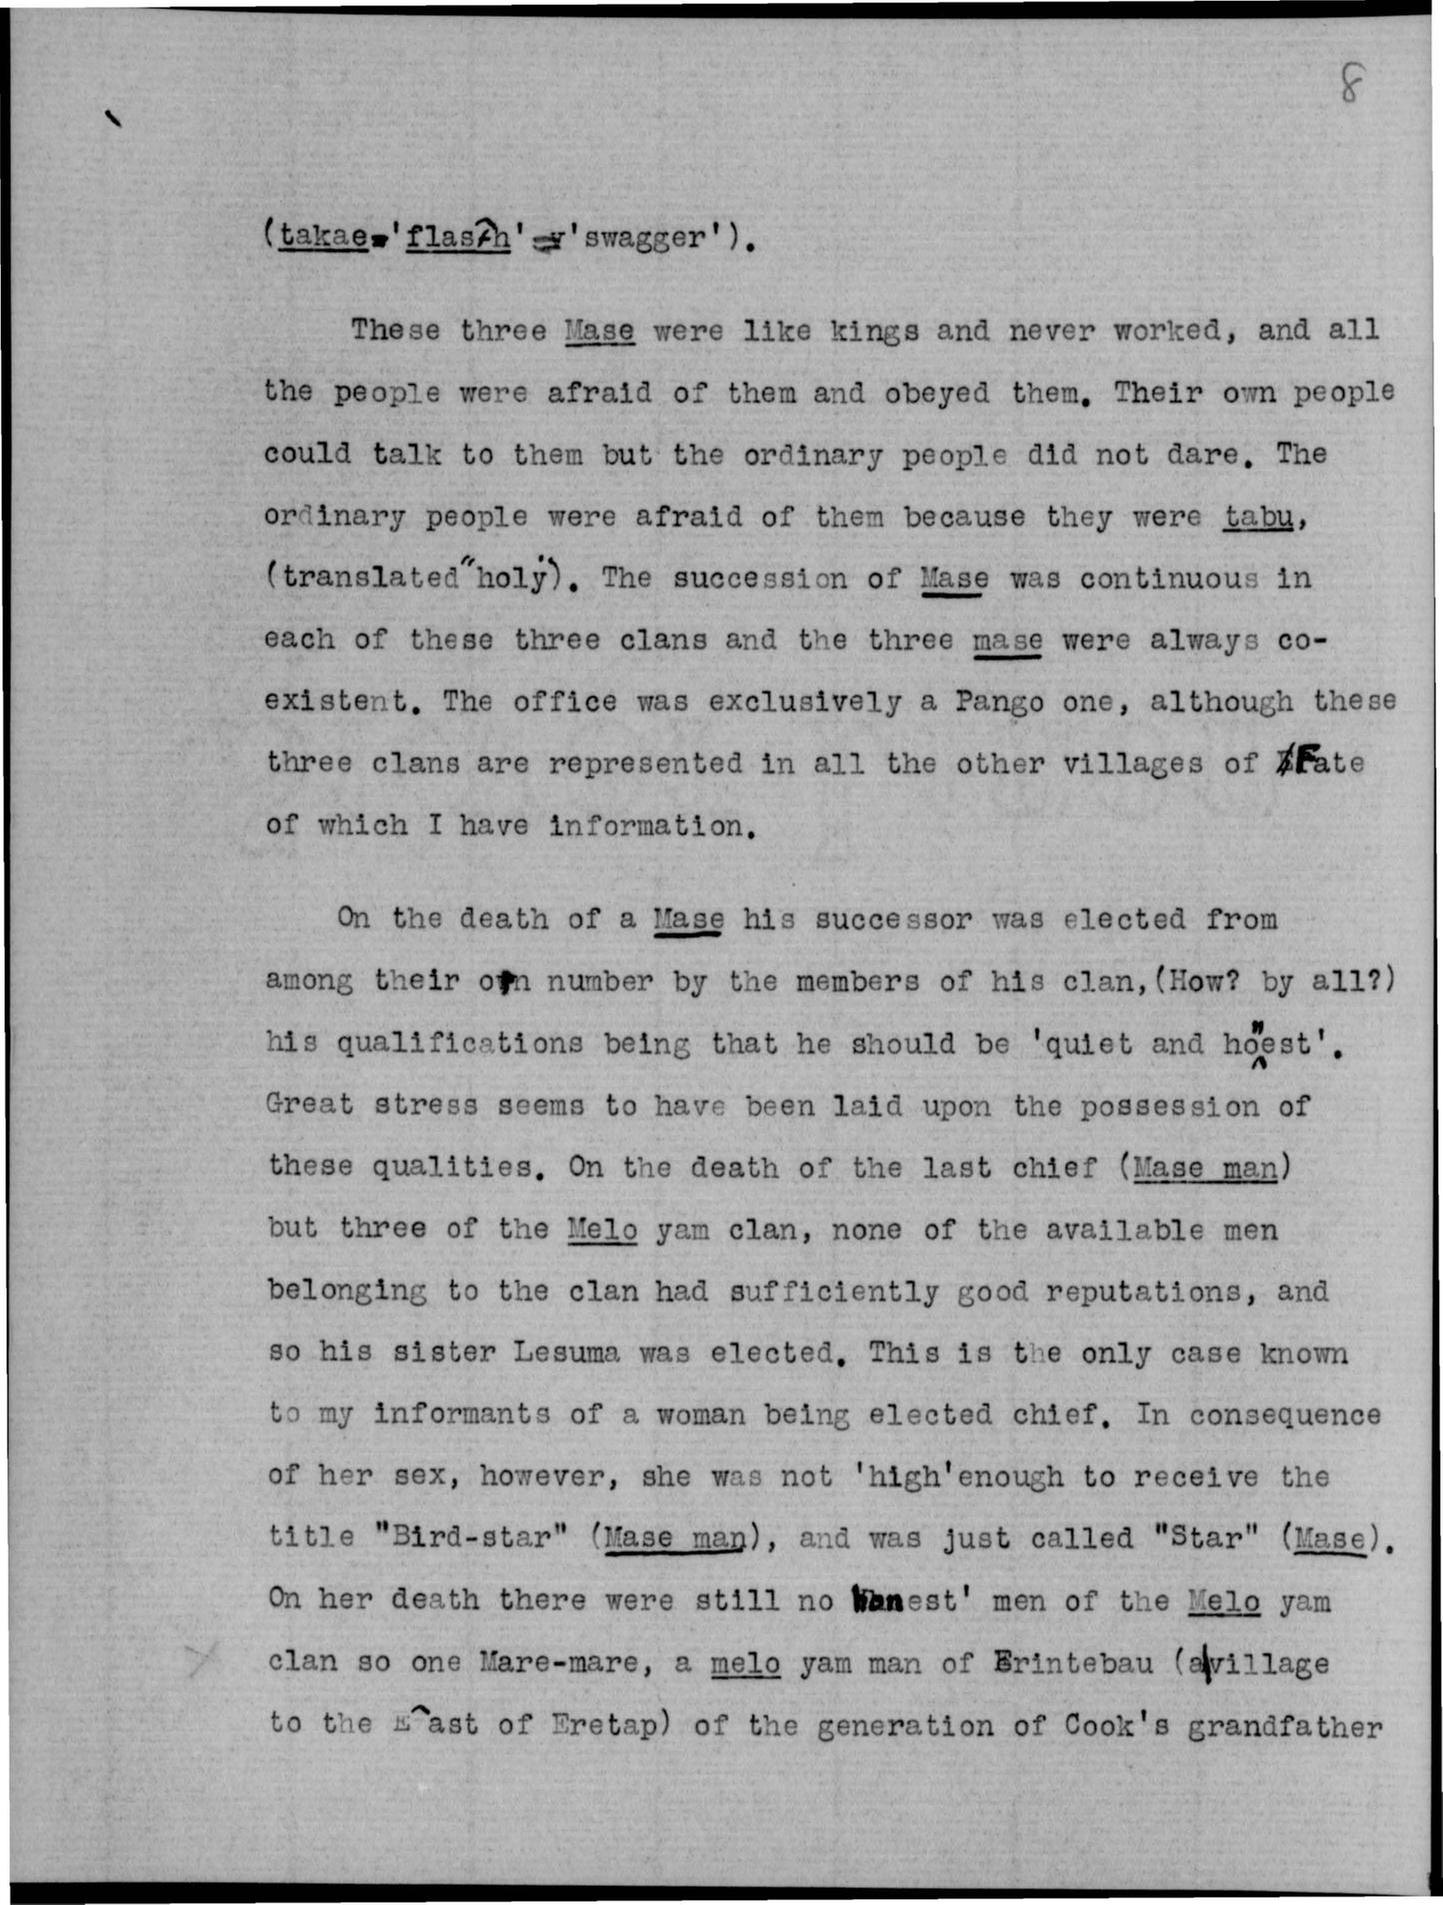 8
(takae='flash'='swagger').
These three Mase were like kings and never worked, and all
the people were afraid of them and obeyed them. Their own people
could talk to them but the ordinary people did not dare. The
ordinary people were afraid of them because they were tabu,
(translated "holy"). The succession of Mase was continuous in
each of these three clans and the three mase were always co-
existent. The office was exclusively a Pango one, although these
three clans are represented in all the other villages of Fate
of which I have information.
On the death of a Mase his successor was elected from
among their own number by the members of his clan, (How? by all?)
his qualifications being that he should be 'quiet and honest'.
Great stress seems to have been laid upon the possession of
these qualities. On the death of the last chief (Mase man)
but three of the Melo yam clan, none of the available men
belonging to the clan had sufficiently good reputations, and
so his sister Lesuma was elected. This is the only case known
to my informants of a woman being elected chief. In consequence
of her sex, however, she was not 'high'enough to receive the
title "Bird-star" (Mase man), and was just called "Star" (Mase).
On her death there were still no honest' men of the Melo yam
clan so one Mare-mare, a melo yam man of Erintebau (a village
to the East of Eretap) of the generation of Cook's grandfather